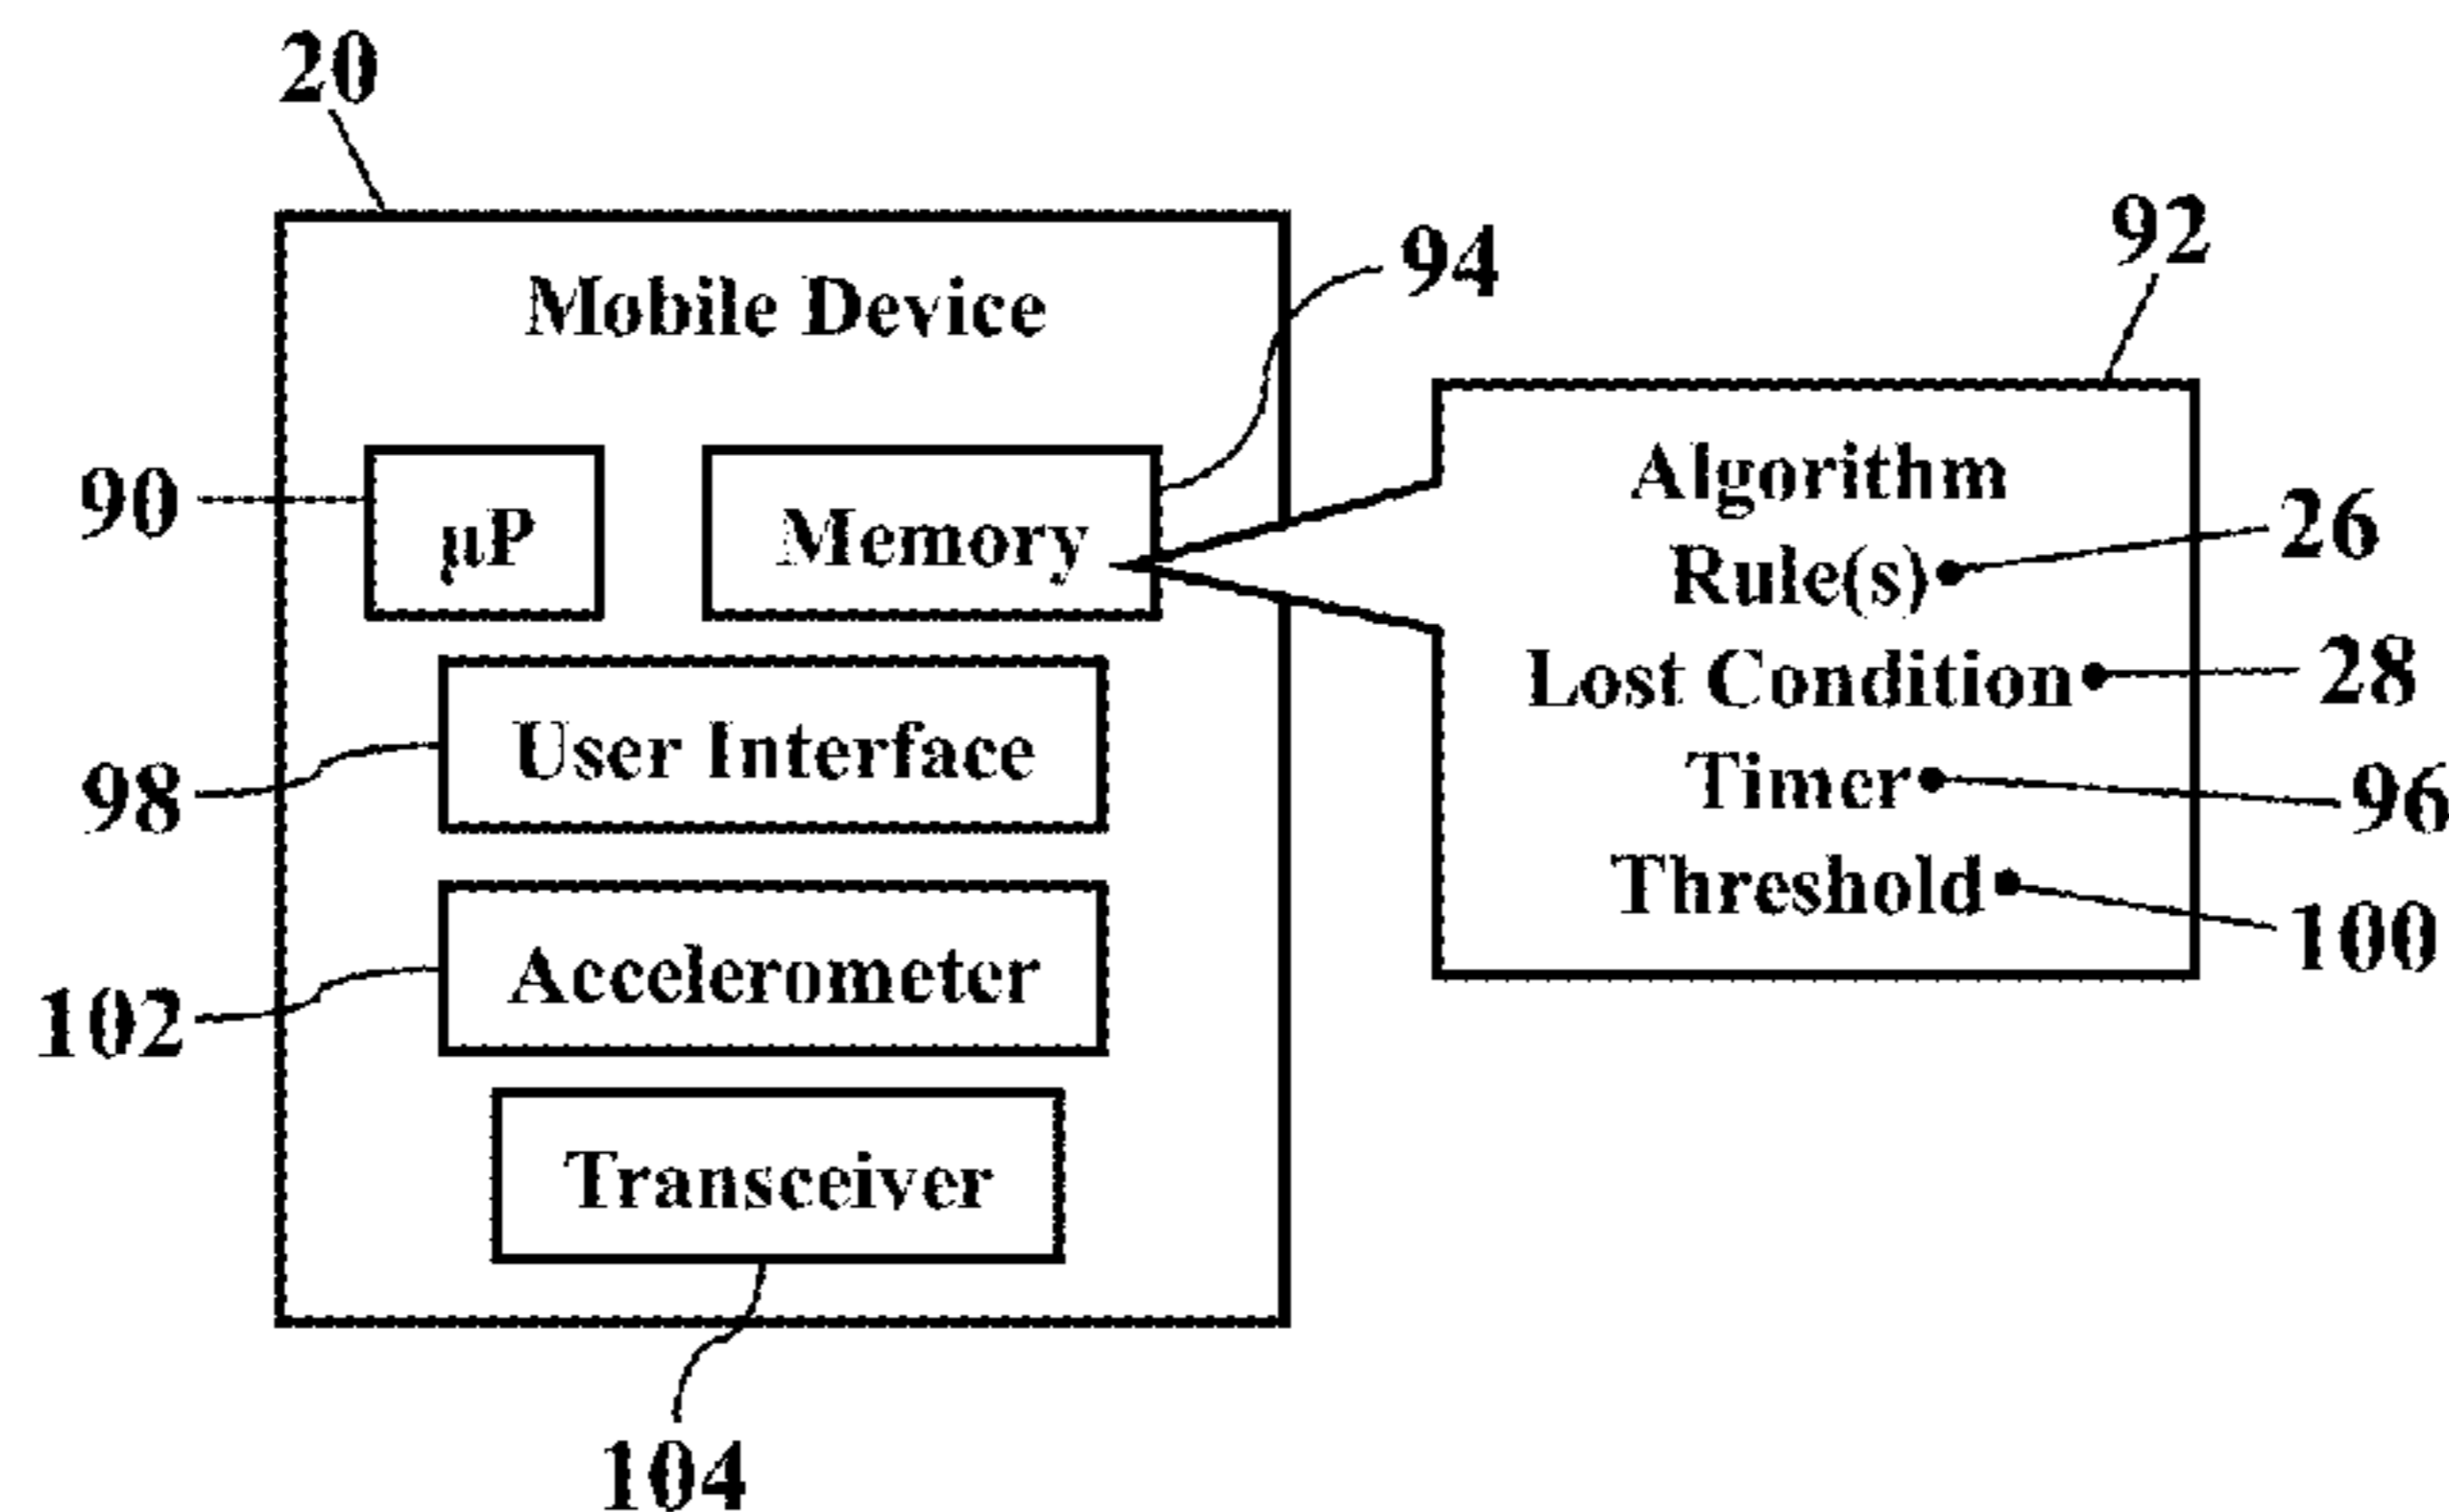 20
Mobile Device
94
92
90
µP
Memory
Algorithm
Rule(s)
26
Lost Condition
28
98
User Interface
Timer
96
Threshold
100
102
Accelerometer
Transceiver
104